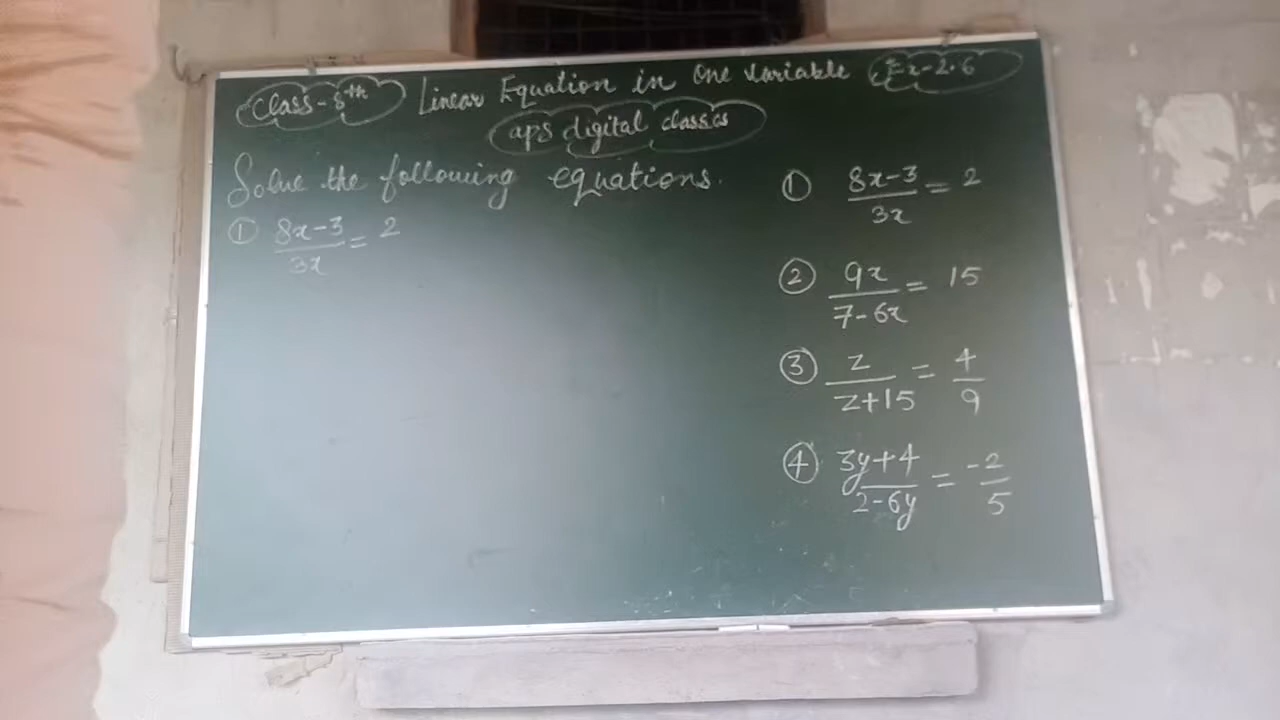 Class-8th Linear Equation in One variable Ex-2.6
aps digital classes
Solve the following equations.
① 8x-3/3x = 2
① 8x-3/3x = 2
② 9x/7-6x = 15
③ z/z+15 = 4/9
④ 3y+4/2-6y = -2/5